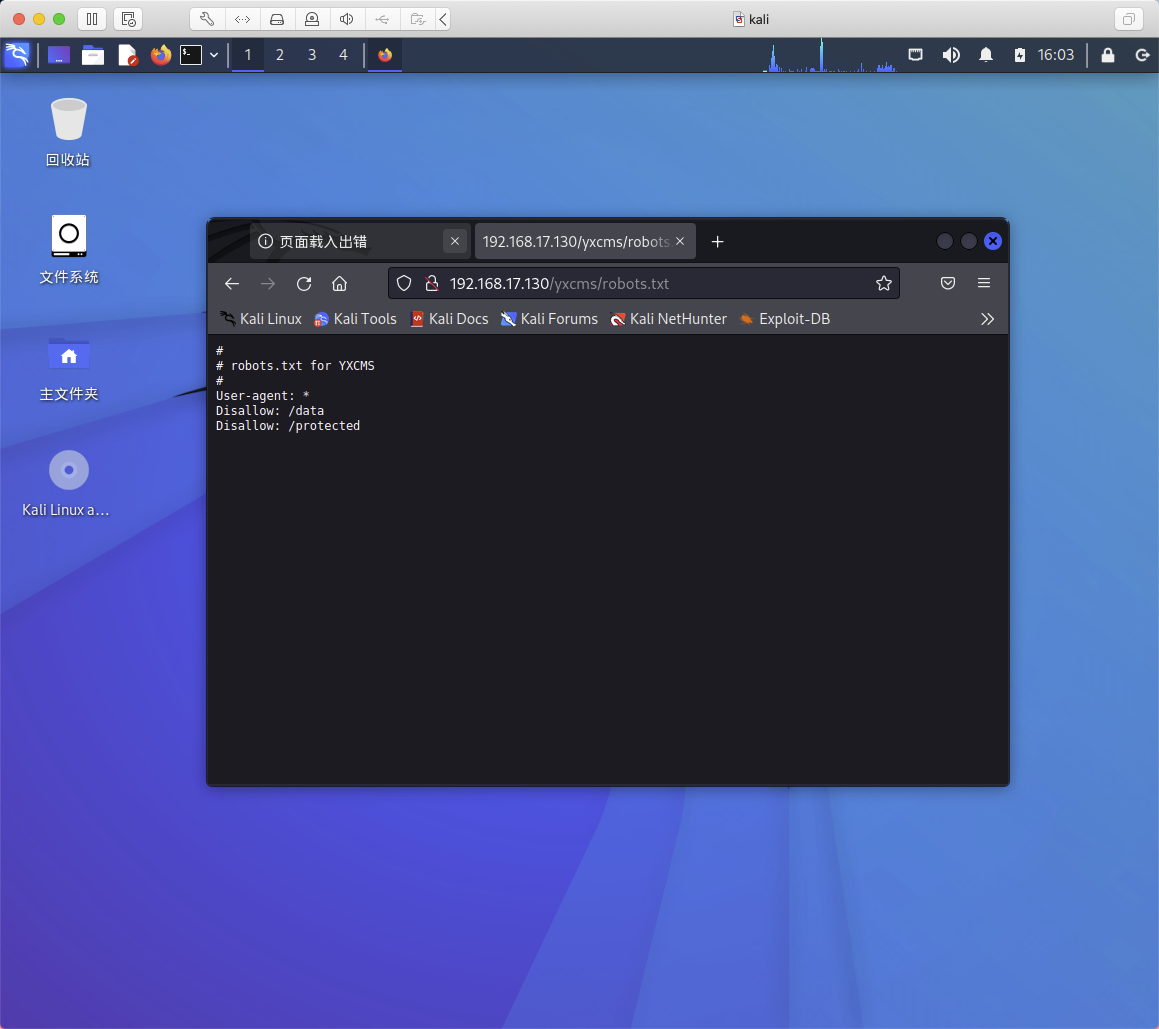 kali
1 2 3 4 16:03
回收站
文件系统
主文件夹
Kali Linux a...
页面载入出错 192.168.17.130/yxcms/robots
192.168.17.130/yxcms/robots.txt
Kali Linux Kali Tools Kali Docs Kali Forums Kali NetHunter Exploit-DB
#
# robots.txt for YXCMS
#
User-agent: *
Disallow: /data
Disallow: /protected